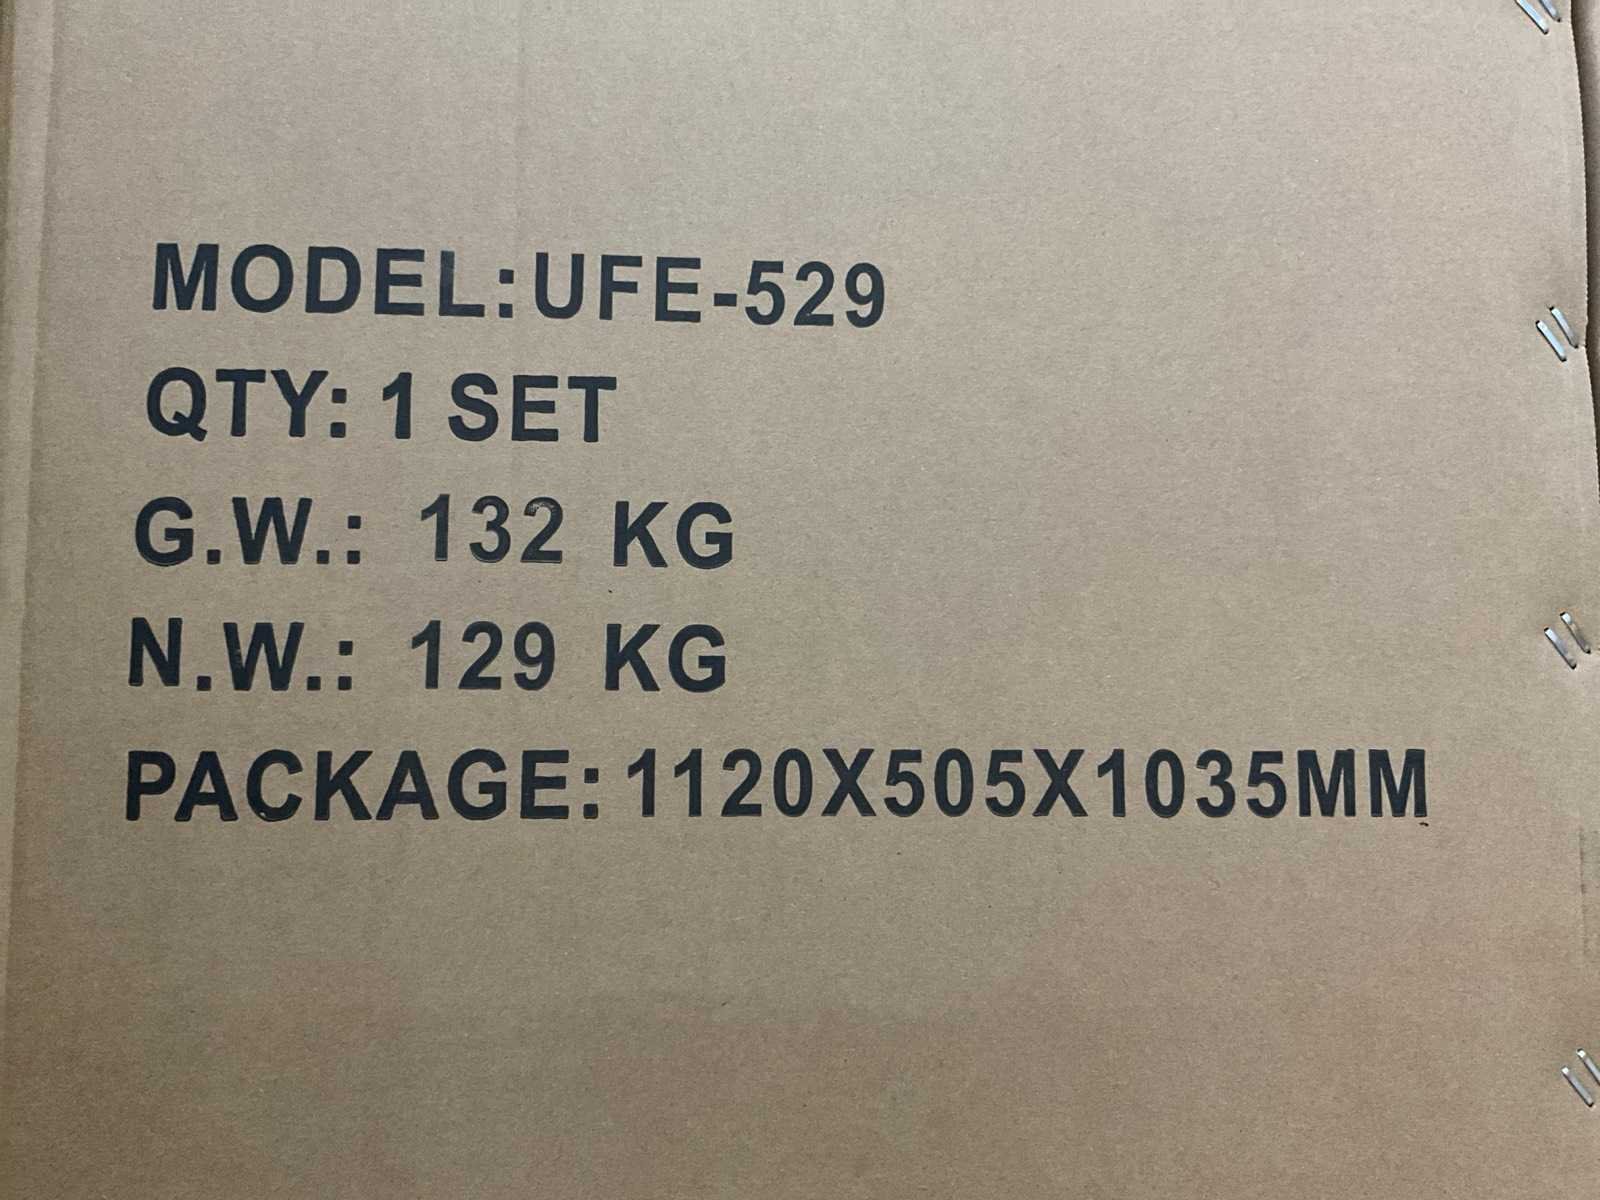 MODEL:UFE-529
QTY: 1 SET
G.W.: 132 KG
N.W.: 129 KG
PACKAGE:1120X505X1035MM